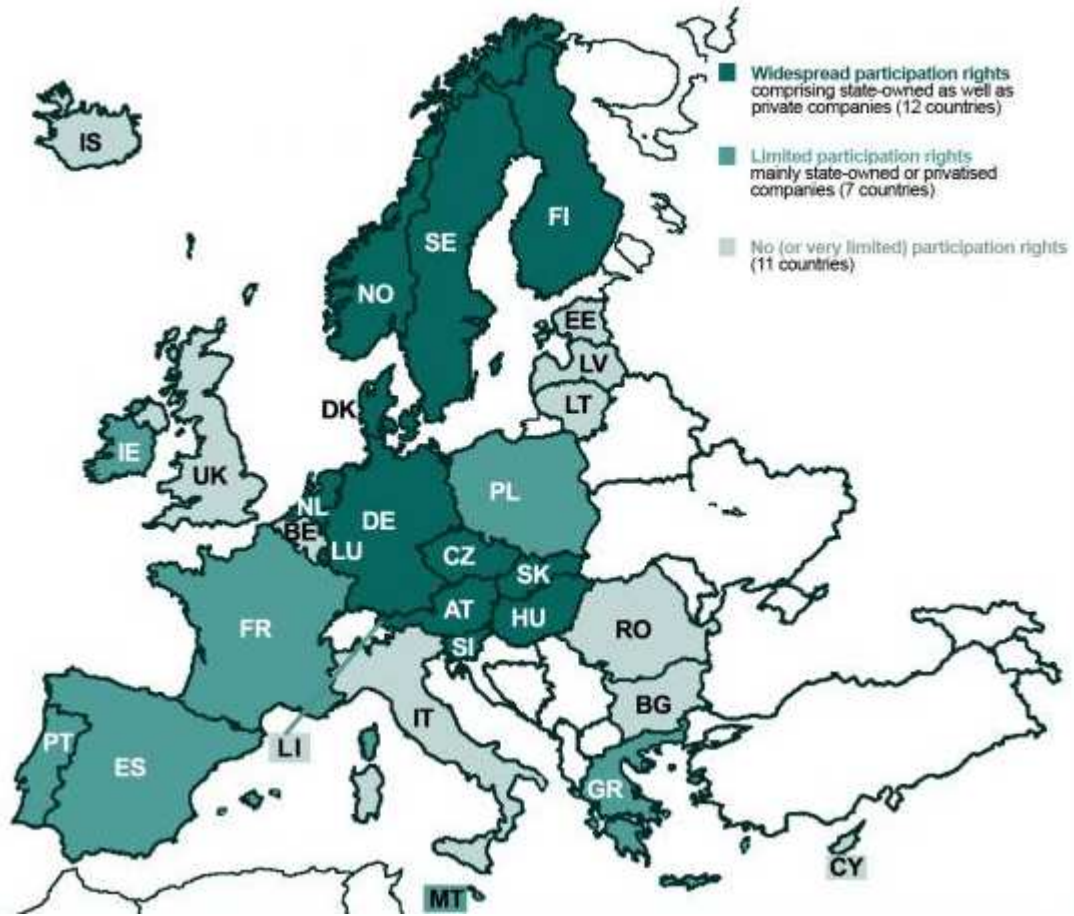 Widespread participation rights
comprising state-owned as well as
private companies (12 countries)
Limited participation rights
mainly state-owned or privatised
companies (7 countries)
No (or very limited) participation rights
(11 countries)
IS
FI
SE
NO
EE
LV
LT
DK
IE
UK
NL
BE
LU
DE
PL
CZ
SK
AT
HU
SI
FR
RO
BG
IT
LI
PT
ES
GR
CY
MT